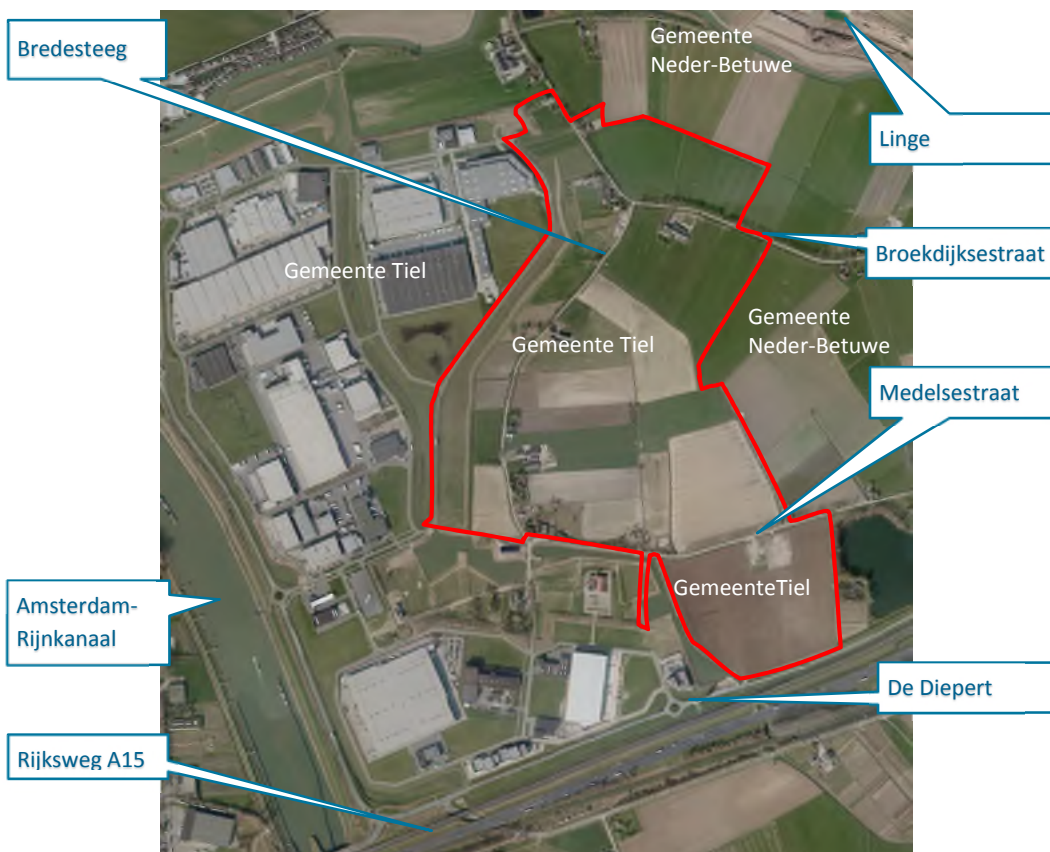 Bredesteeg
Gemeente
Neder-Betuwe
Linge
Gemeente Tiel
Broekdijksestraat
Gemeente Tiel
Gemeente
Neder-Betuwe
Medelsestraat
GemeenteTiel
Amsterdam-
Rijnkanaal
De Diepert
Rijksweg A15